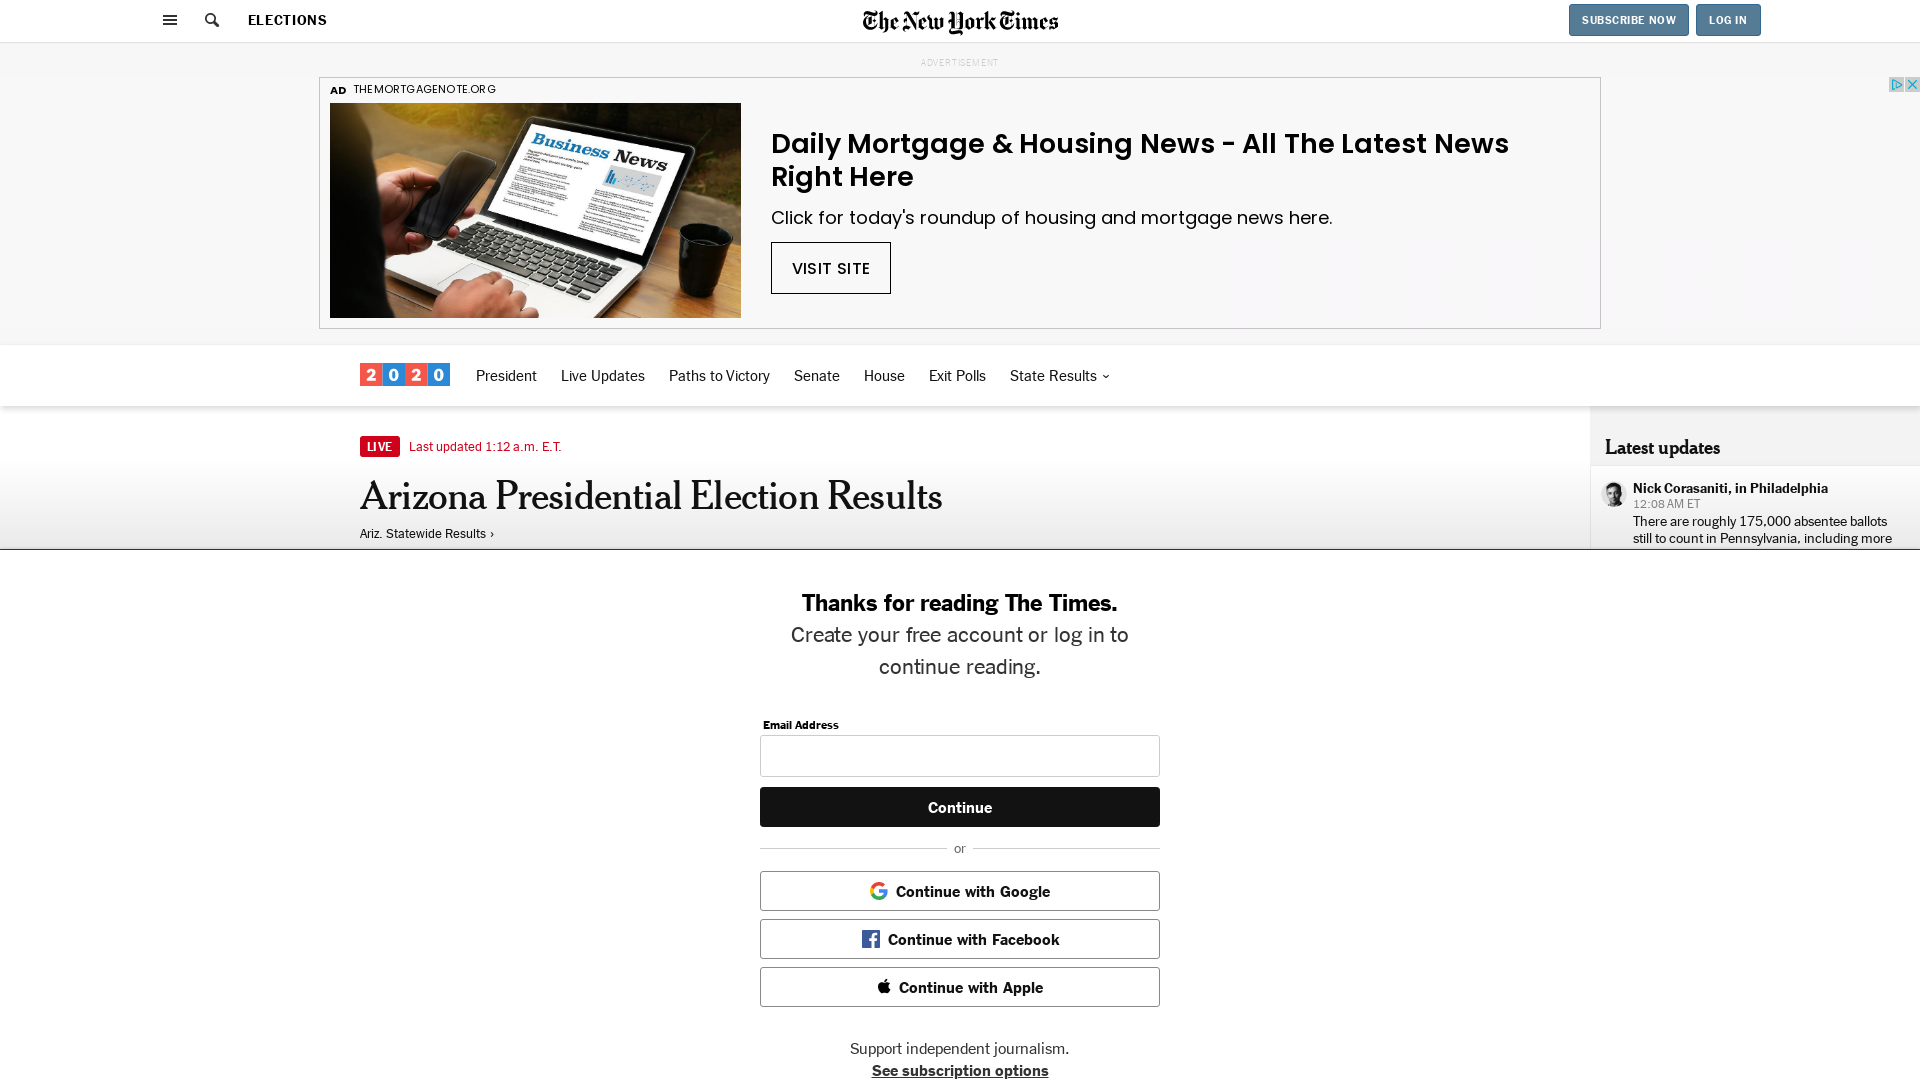 ELECTIONS
The New York Times
SUBSCRIBE NOW
LOG IN
ADVERTISEMENT
AD THEMORTGAGENOTE.ORG
Business News
Daily Mortgage & Housing News - All The Latest News
Right Here
Click for today's roundup of housing and mortgage news here.
VISIT SITE
2020
President
Live Updates
Paths to Victory
Senate
House
Exit Polls
State Results
LIVE Last updated 1:12 a.m. E.T.
Arizona Presidential Election Results
Ariz. Statewide Results ›
Latest updates
Nick Corasaniti, in Philadelphia
12:08 AM ET
There are roughly 175,000 absentee ballots
still to count in Pennsylvania, including more
Thanks for reading The Times.
Create your free account or log in to
continue reading.
Email Address
Continue
or
Continue with Google
Continue with Facebook
Continue with Apple
Support independent journalism.
See subscription options